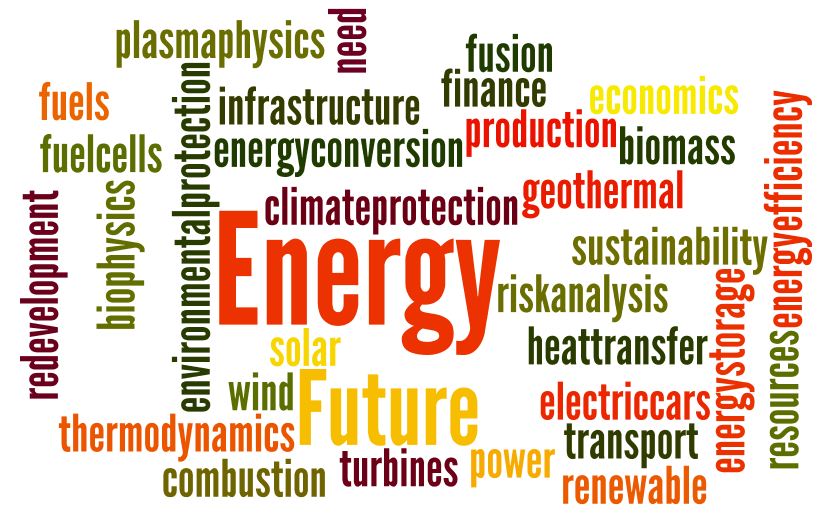 plasmaphysics
need
fusion
fuels
infrastructure
finance
economics
fuelcells
energyconversion
production
biomass
environmentalprotection
energyefficiency
redevelopment
biophysics
climateprotection
geothermal
Energy
sustainability
riskanalysis
solar
heattransfer
energystorage
resources
wind
Future
electriccars
thermodynamics
transport
combustion
turbines
power
renewable